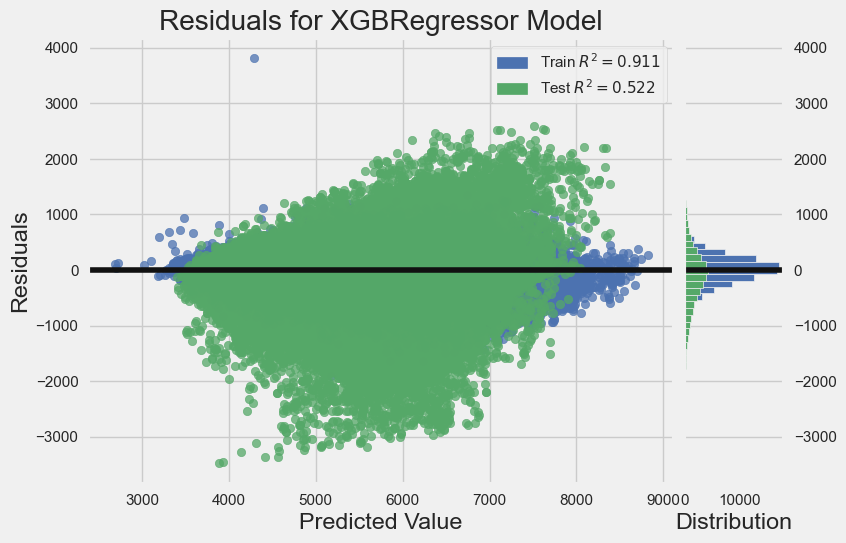 Residuals for XGBRegressor Model
Train R² = 0.911
Test R² = 0.522
Residuals
4000
3000
2000
1000
0
−1000
−2000
−3000
4000
3000
2000
1000
0
−1000
−2000
−3000
3000 4000 5000 6000 7000 8000 9000
0 10000
Predicted Value
Distribution